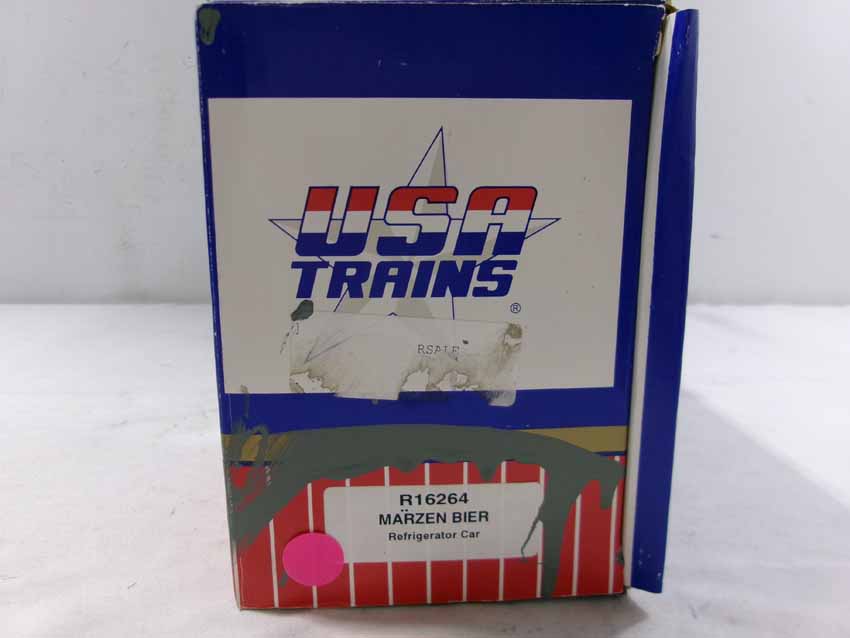 USA
TRAINS
®
R16264
MÄRZEN BIER
Refrigerator Car